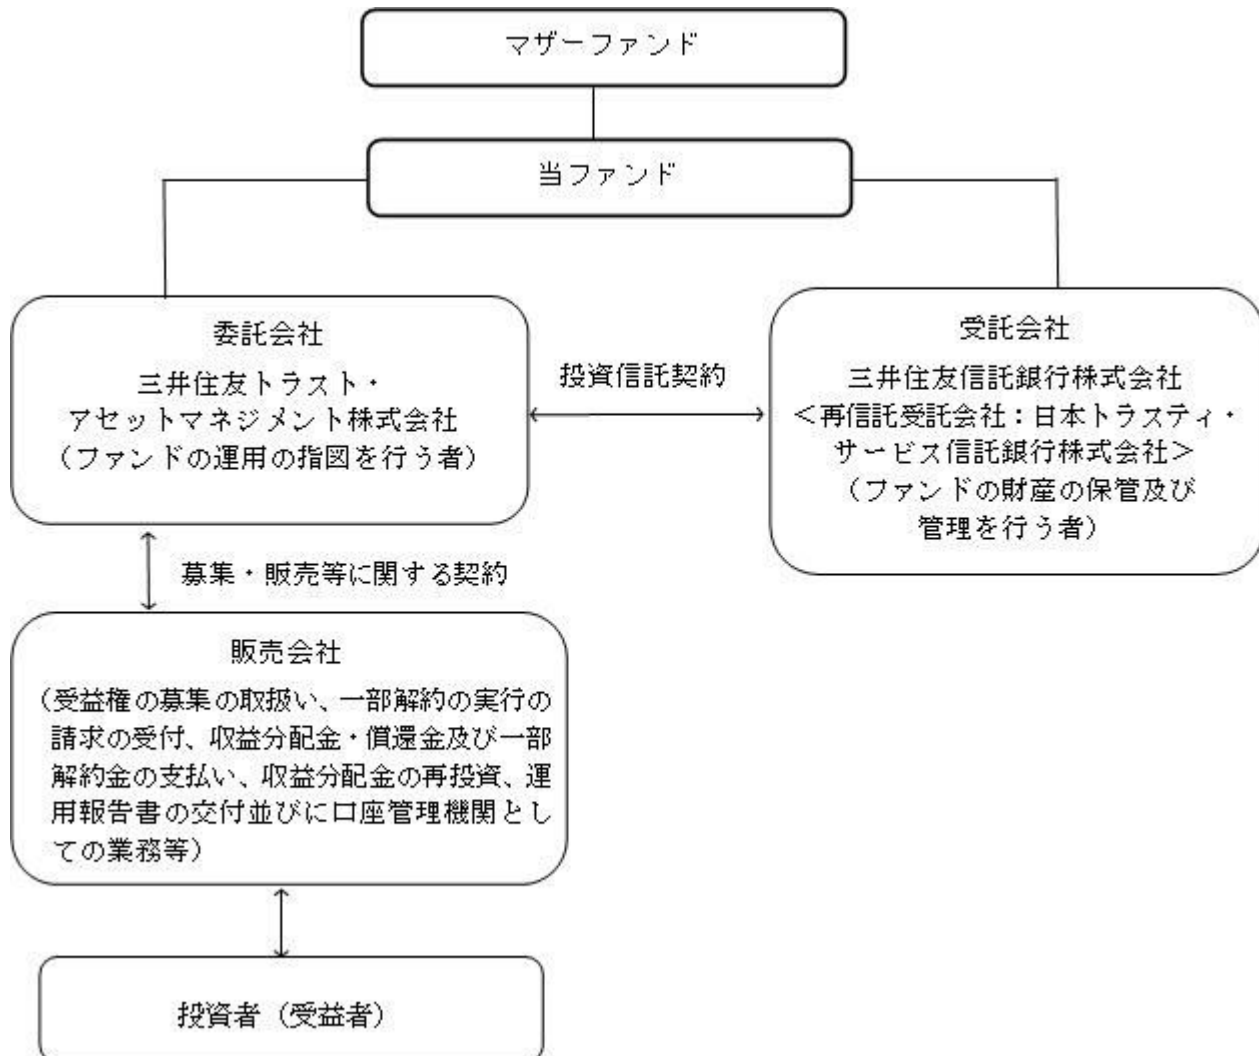 マザーファンド
当ファンド
委託会社
三井住友トラスト・
アセットマネジメント株式会社
（ファンドの運用の指図を行う者）
投資信託契約
受託会社
三井住友信託銀行株式会社
＜再信託受託会社：日本トラスティ・
サービス信託銀行株式会社＞
（ファンドの財産の保管及び
管理を行う者）
募集・販売等に関する契約
販売会社
（受益権の募集の取扱い、一部解約の実行の
請求の受付、収益分配金・償還金及び一部
解約金の支払い、収益分配金の再投資、運
用報告書の交付並びに口座管理機関とし
ての業務等）
投資者（受益者）